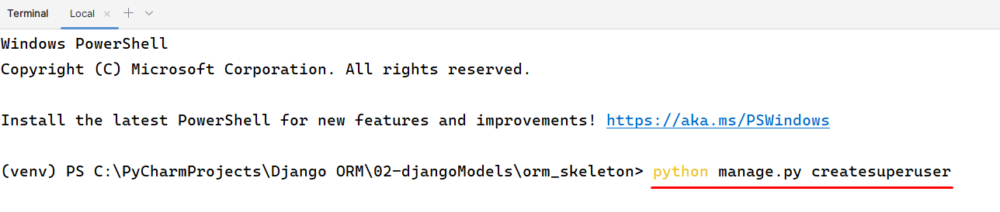 Terminal Local
Windows PowerShell
Copyright (C) Microsoft Corporation. All rights reserved.
Install the latest PowerShell for new features and improvements! https://aka.ms/PSWindows
(venv) PS C:\PyCharmProjects\Django ORM\02-djangoModels\orm_skeleton> python manage.py createsuperuser